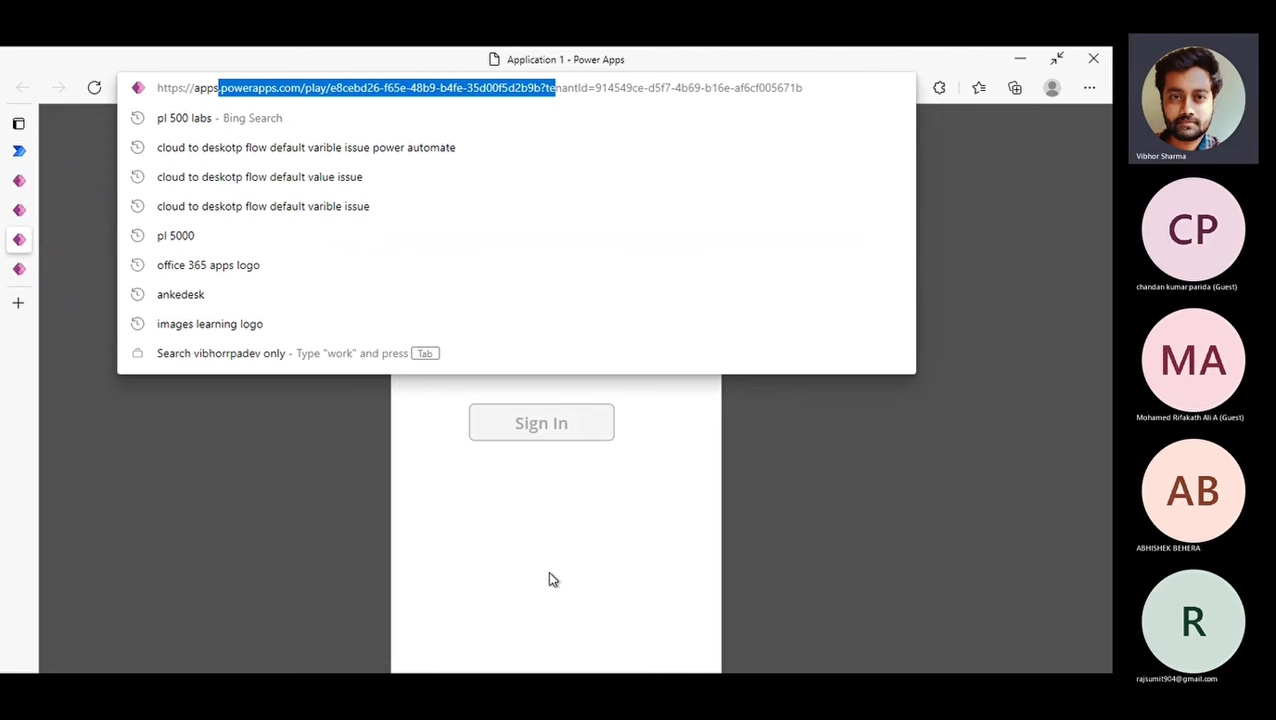 Application 1 - Power Apps
https://apps.powerapps.com/play/e8cebd26-f65e-48b9-b4fe-35d00f5d2b9b?tenantId=914549ce-d5f7-4b69-b16e-af6cf005671b
pl 500 labs - Bing Search
cloud to deskotp flow default varible issue power automate
cloud to deskotp flow default value issue
cloud to deskotp flow default varible issue
pl 5000
office 365 apps logo
ankedesk
images learning logo
Search vibhorrpadev only - Type "work" and press Tab
Sign In
Vibhor Sharma
CP
chandan kumar parida (Guest)
MA
Mohamed Rifakath Ali A (Guest)
AB
ABHISHEK BEHERA
R
rajsumit904@gmail.com